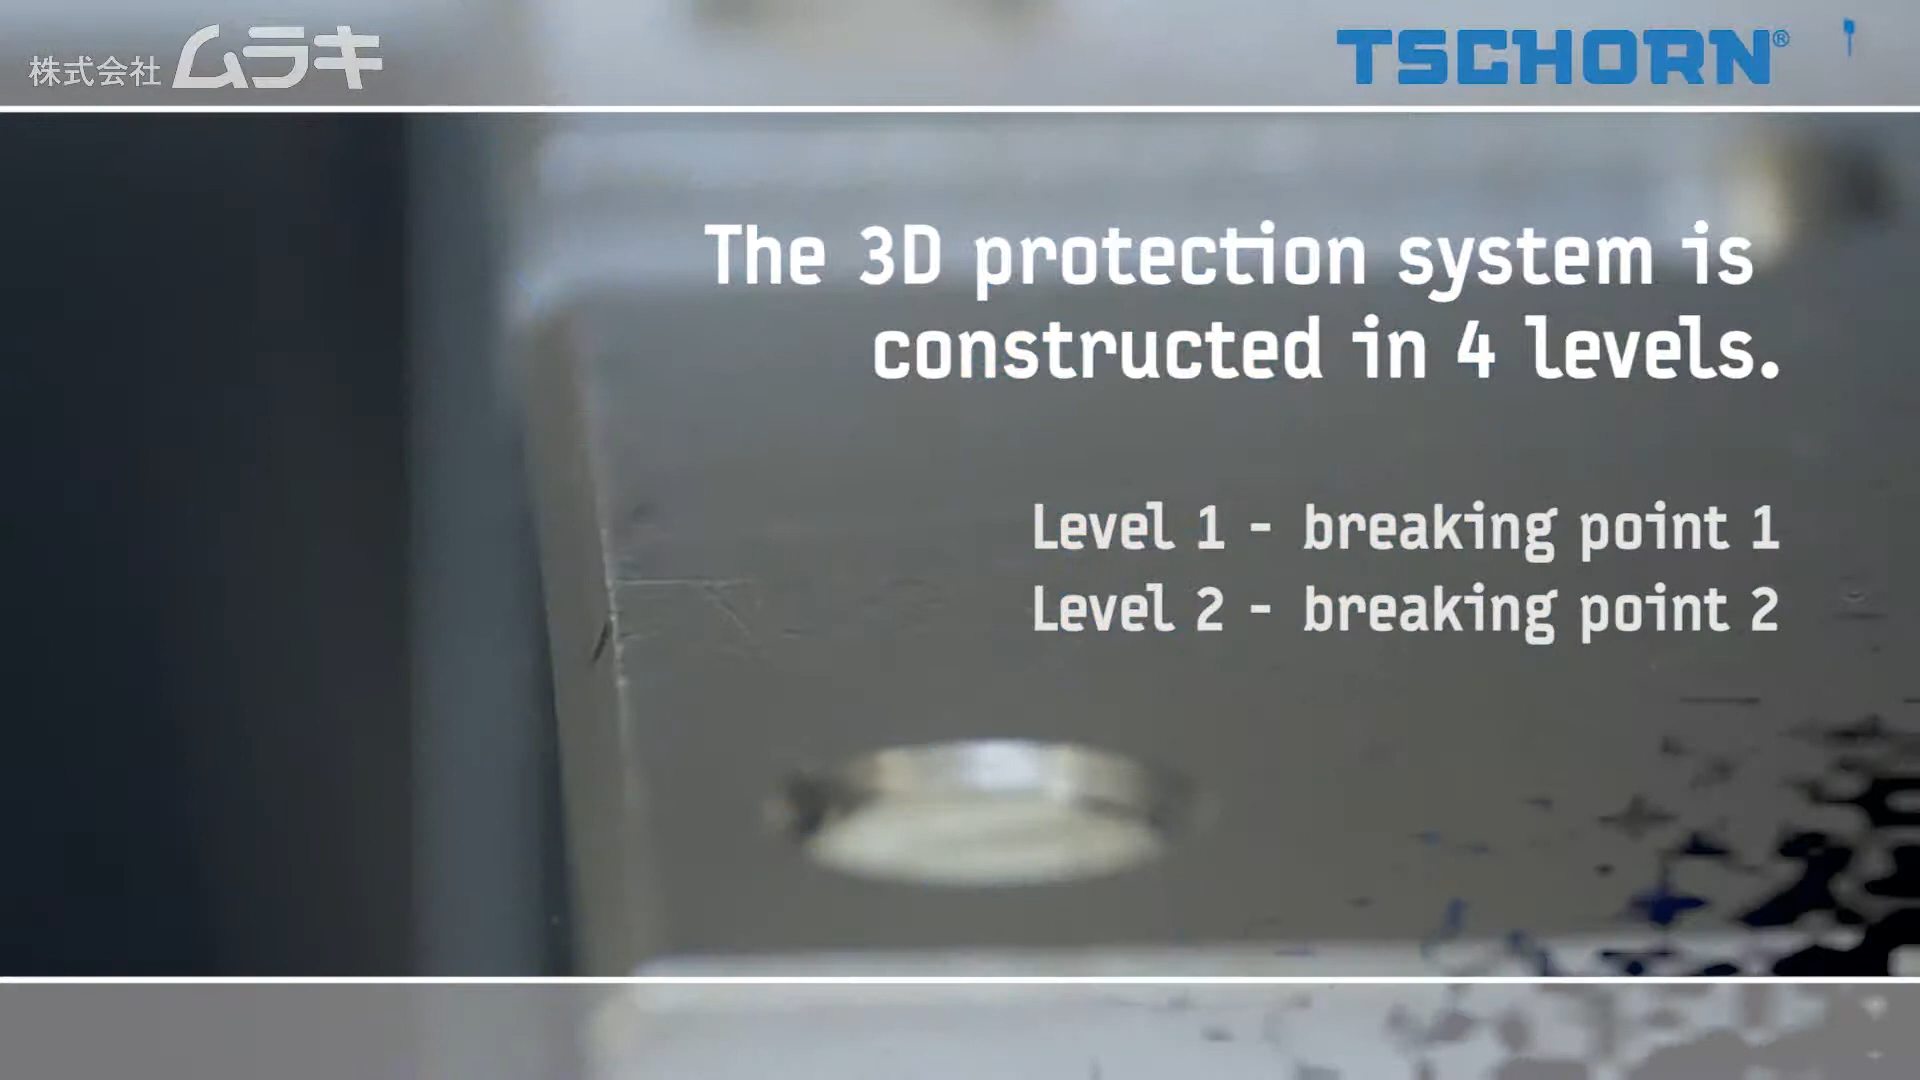 株式会社 ムラキ
TSCHORN®
The 3D protection system is
constructed in 4 levels.
Level 1 - breaking point 1
Level 2 - breaking point 2